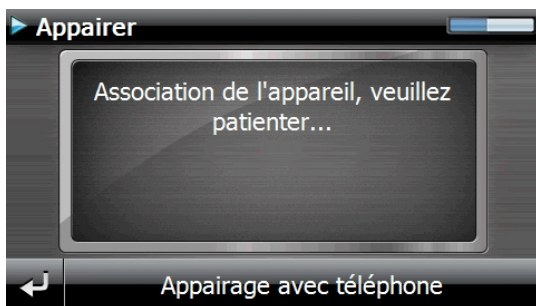 Appairer
Association de l'appareil, veuillez
patienter...
Appairage avec téléphone